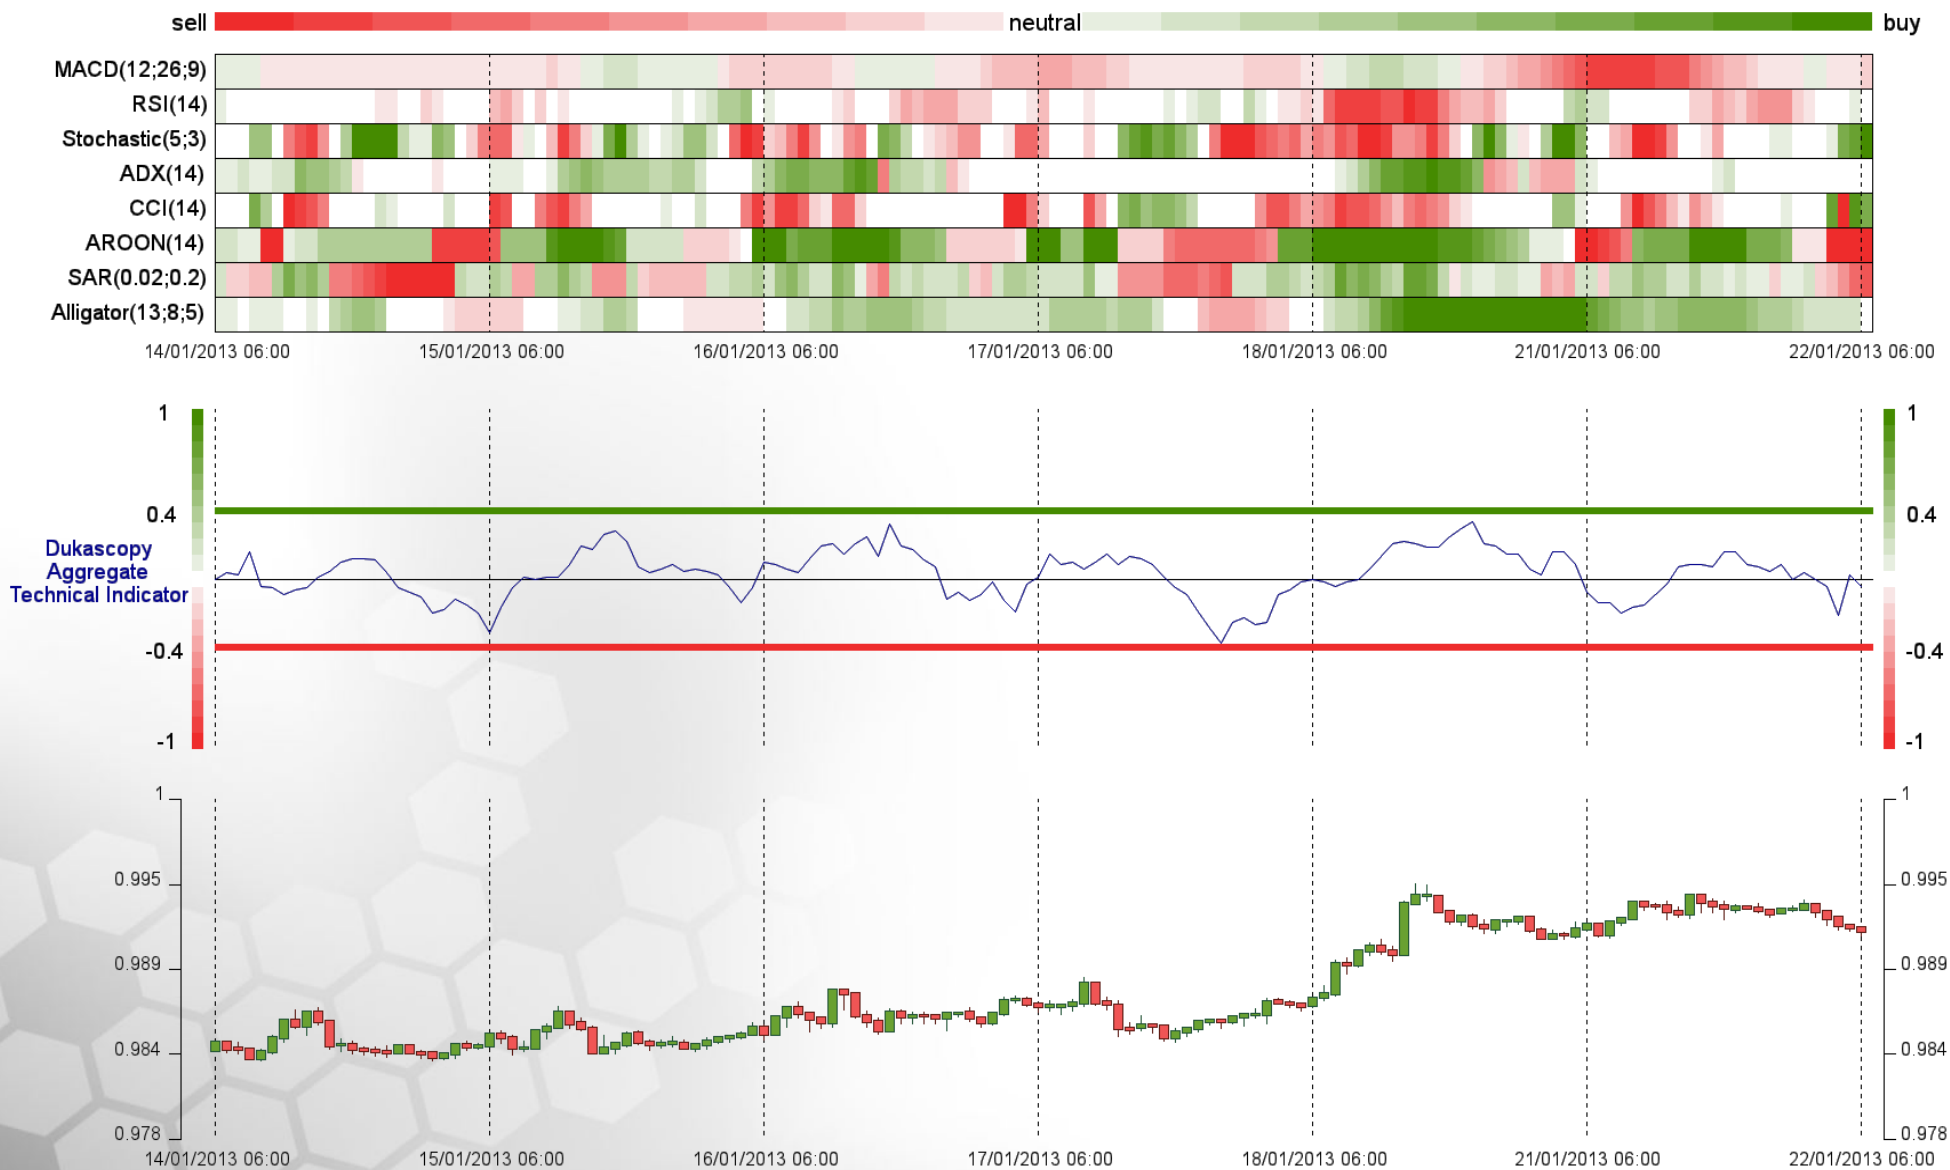 sell neutral buy
MACD(12;26;9)
RSI(14)
Stochastic(5;3)
ADX(14)
CCI(14)
AROON(14)
SAR(0.02;0.2)
Alligator(13;8;5)
14/01/2013 06:00 15/01/2013 06:00 16/01/2013 06:00 17/01/2013 06:00 18/01/2013 06:00 21/01/2013 06:00 22/01/2013 06:00
1 1
0.4 0.4
Dukascopy
Aggregate
Technical Indicator
-0.4 -0.4
-1 -1
1 1
0.995 0.995
0.989 0.989
0.984 0.984
0.978 0.978
14/01/2013 06:00 15/01/2013 06:00 16/01/2013 06:00 17/01/2013 06:00 18/01/2013 06:00 21/01/2013 06:00 22/01/2013 06:00